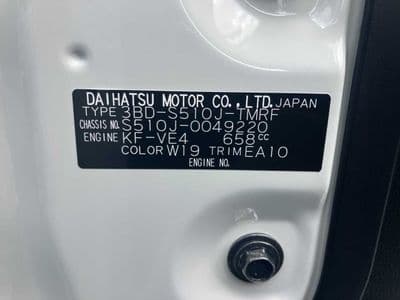 DAIHATSU MOTOR CO., LTD. JAPAN
TYPE 3BD-S510J-TMRF
CHASSIS NO. S510J-0049220
ENGINE KF-VE4 658cc
COLOR W19 TRIM EA10
ENGINE NO.